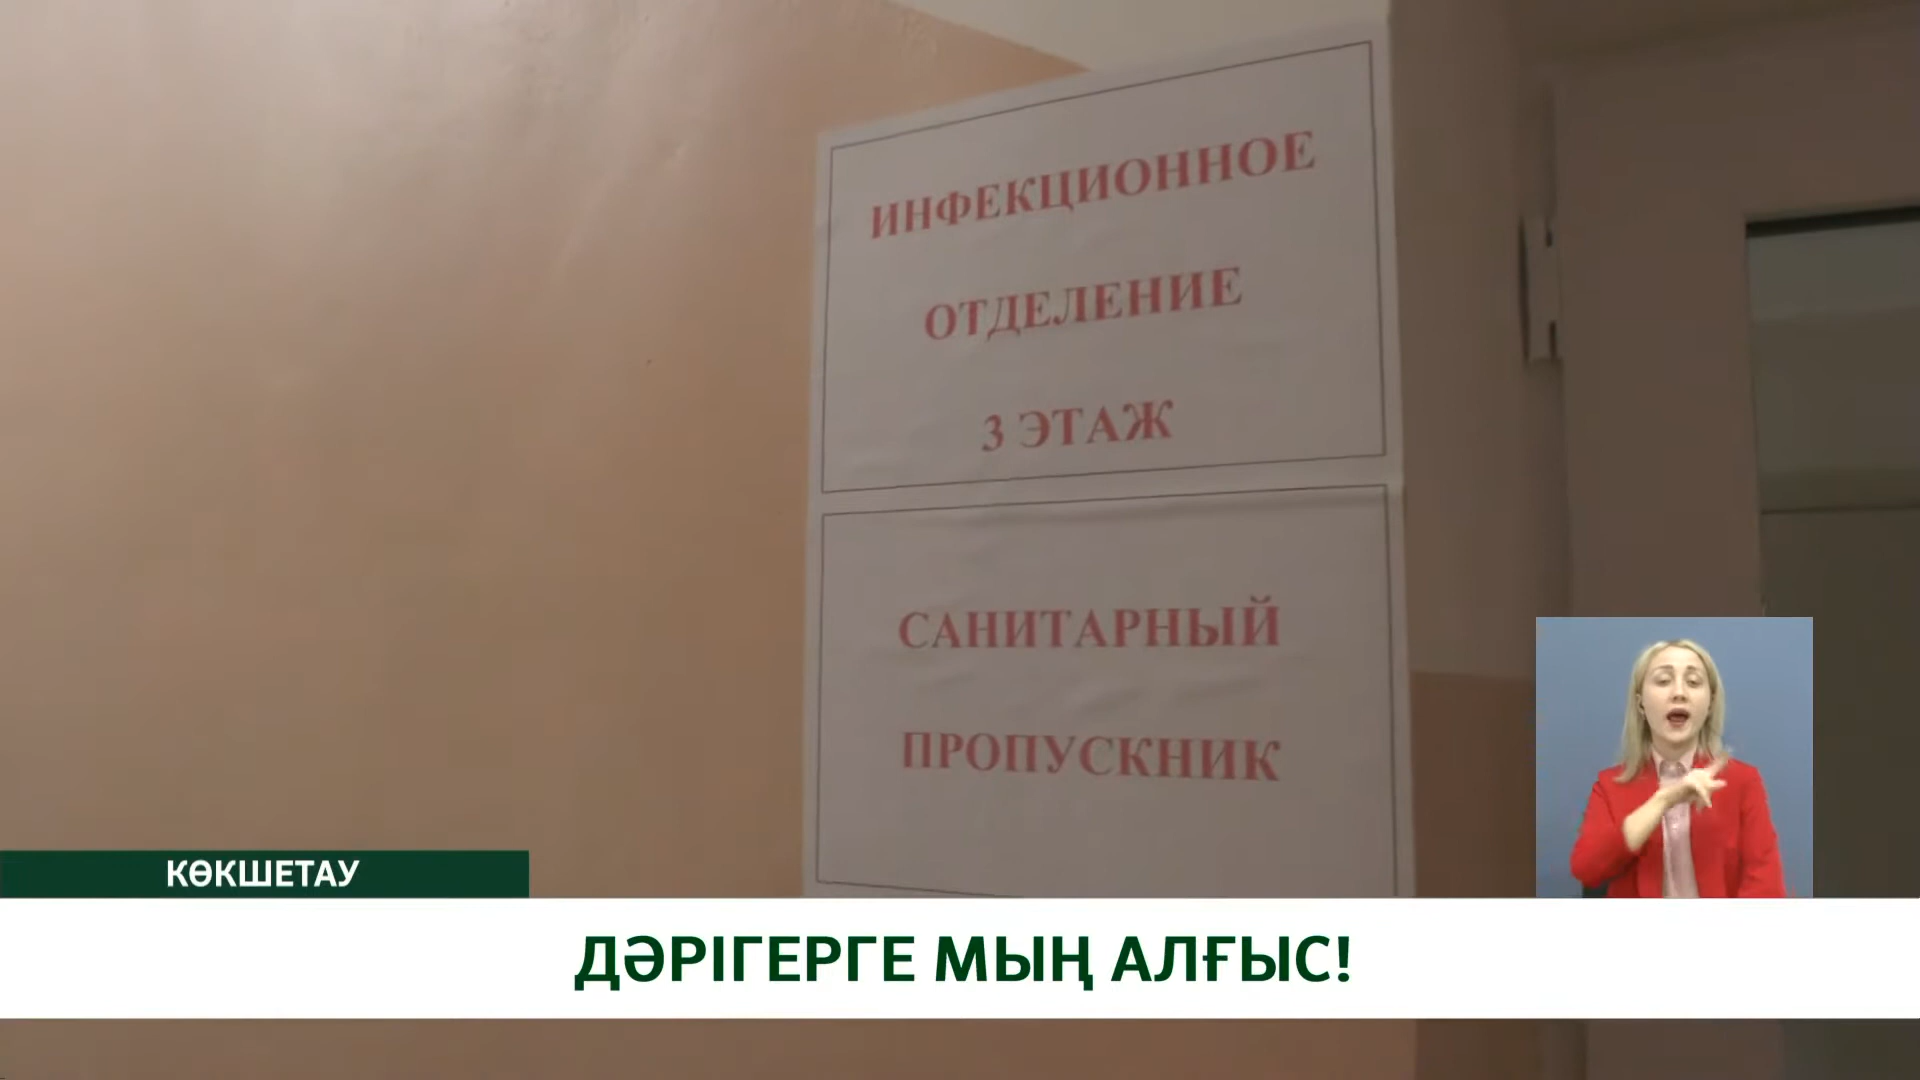 ИНФЕКЦИОННОЕ
ОТДЕЛЕНИЕ
3 ЭТАЖ
САНИТАРНЫЙ
ПРОПУСКНИК
КӨКШЕТАУ
ДӘРІГЕРГЕ МЫҢ АЛҒЫС!